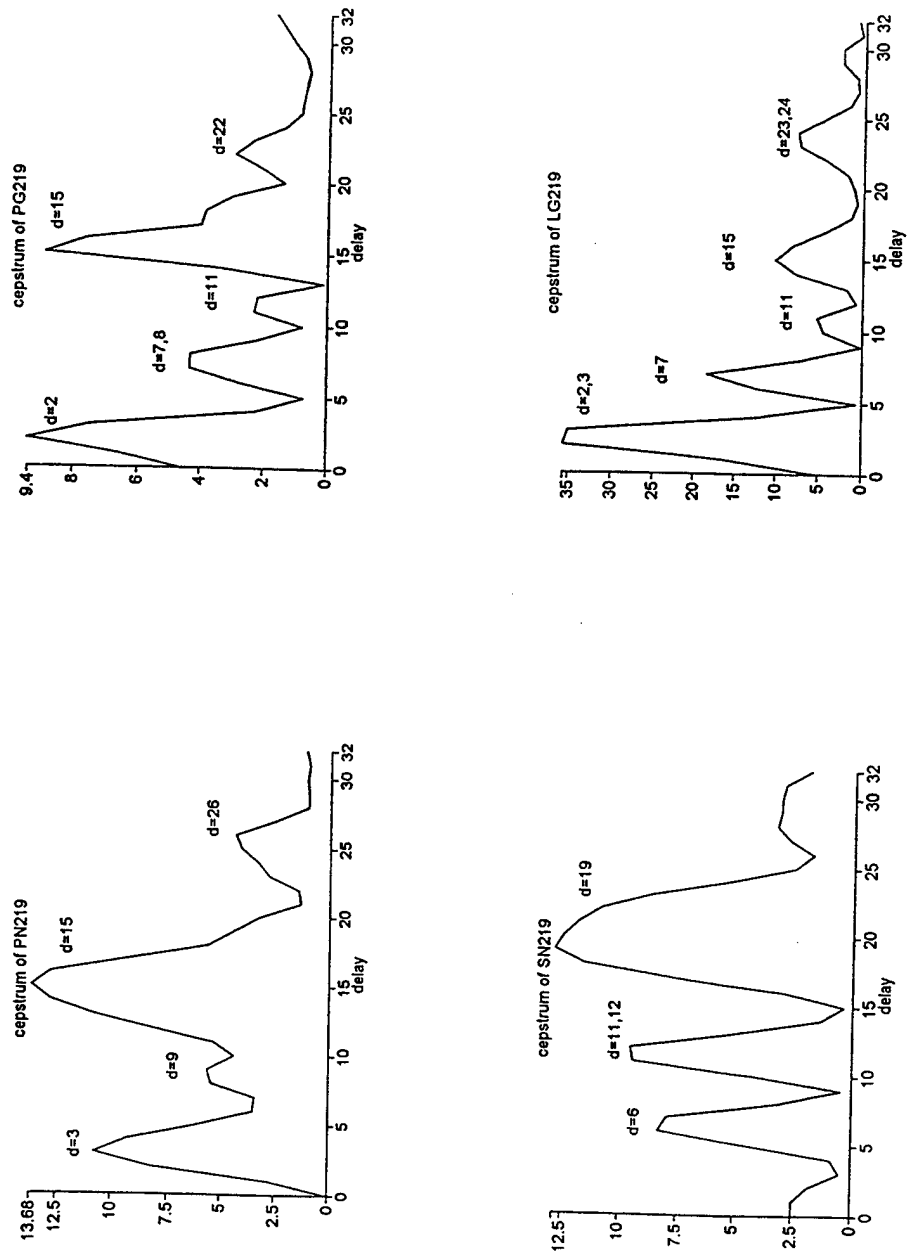 cepstrum of PN219
13.68
12.5
10
7.5
5
2.5
0
d=3
d=9
d=15
d=26
0 5 10 15 20 25 30 32
delay
cepstrum of PG219
9.4
8
6
4
2
0
d=2
d=7,8
d=11
d=15
d=22
0 5 10 15 20 25 30 32
delay
cepstrum of SN219
12.5
10
7.5
5
2.5
0
d=6
d=11,12
d=19
0 5 10 15 20 25 30 32
delay
cepstrum of LG219
35
30
25
20
15
10
5
0
d=2,3
d=7
d=11
d=15
d=23,24
0 5 10 15 20 25 30 32
delay